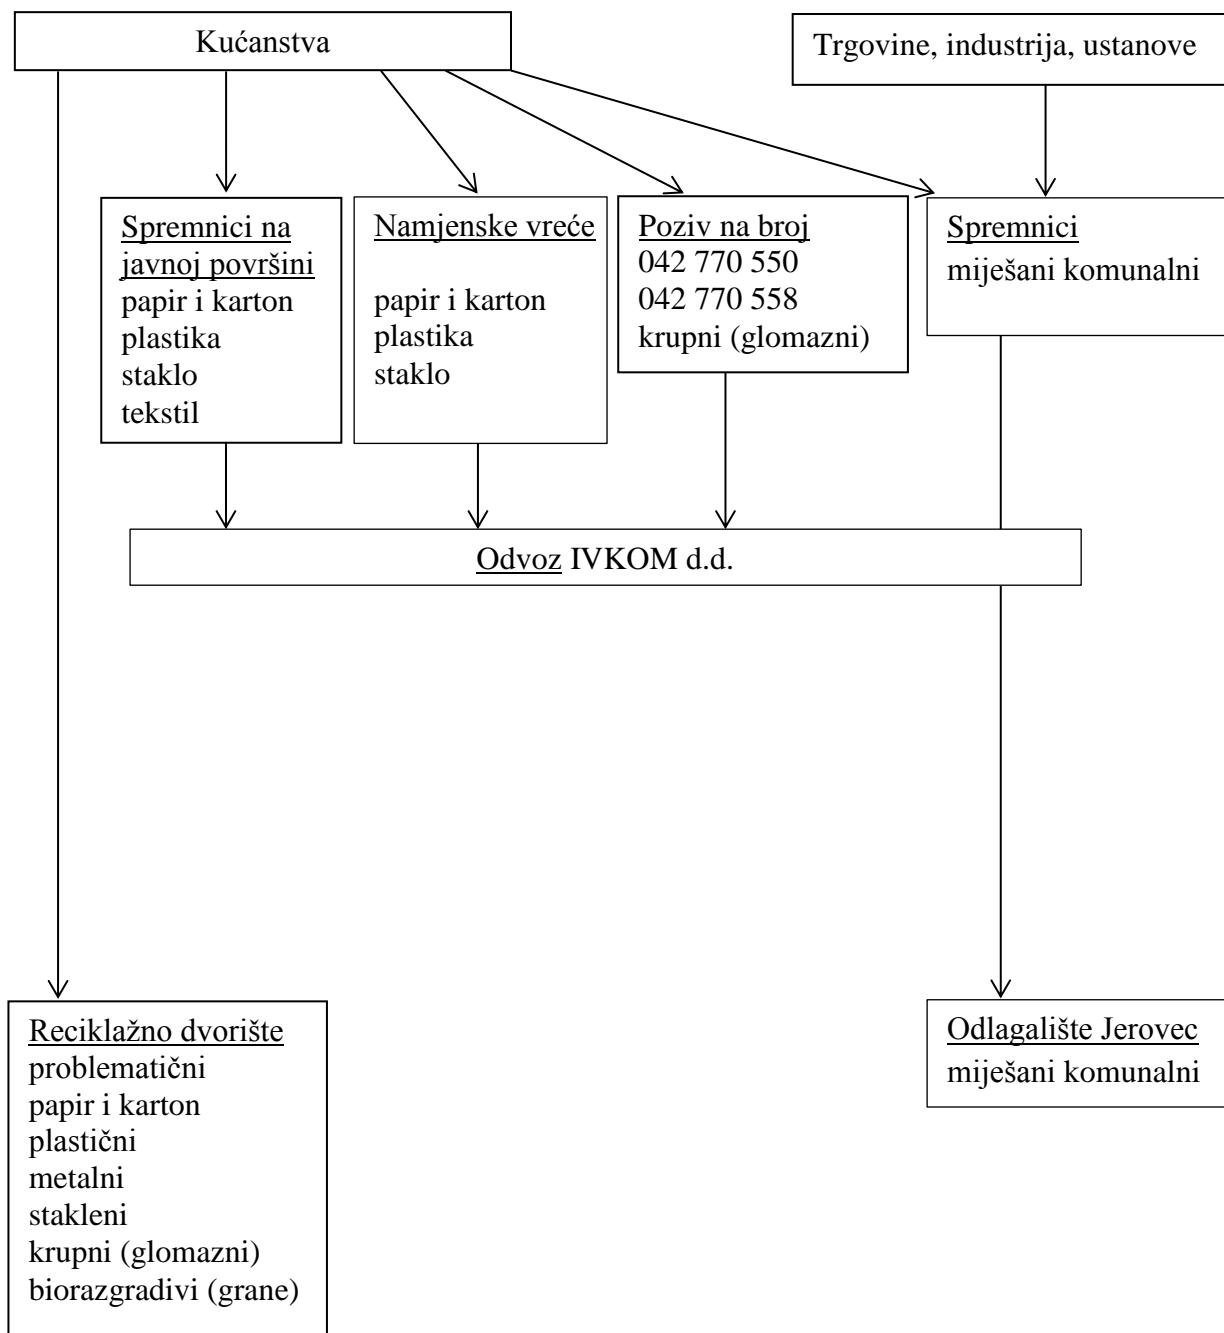 Kućanstva
Trgovine, industrija, ustanove
Spremnici na
javnoj površini
papir i karton
plastika
staklo
tekstil
Namjenske vreće
papir i karton
plastika
staklo
Poziv na broj
042 770 550
042 770 558
krupni (glomazni)
Spremnici
miješani komunalni
Odvoz IVKOM d.d.
Reciklažno dvorište
problematični
papir i karton
plastični
metalni
stakleni
krupni (glomazni)
biorazgradivi (grane)
Odlagalište Jerovec
miješani komunalni